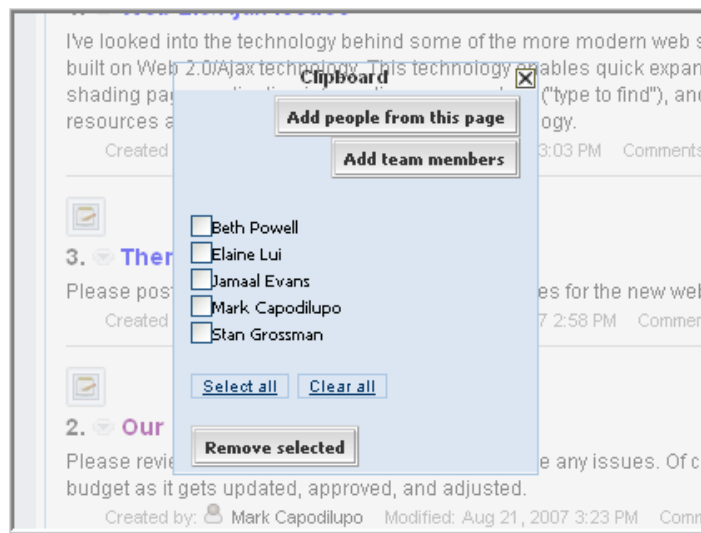 I've looked into the technology behind some of the more modern web s
built on Web 2.0/Ajax technology. This technology enables quick expan
Clipboard
shading pag ("type to find"), and
Add people from this page
resources a ogy.
Created 3:03 PM Comments
Add team members
Beth Powell
3. Ther
Elaine Lui
Jamaal Evans
Please pos es for the new web
Mark Capodilupo
Created 7 2:58 PM Commen
Stan Grossman
Select all Clear all
2. Our
Remove selected
Please revie e any issues. Of c
budget as it gets updated, approved, and adjusted.
Created by: Mark Capodilupo Modified: Aug 21, 2007 3:23 PM Comm